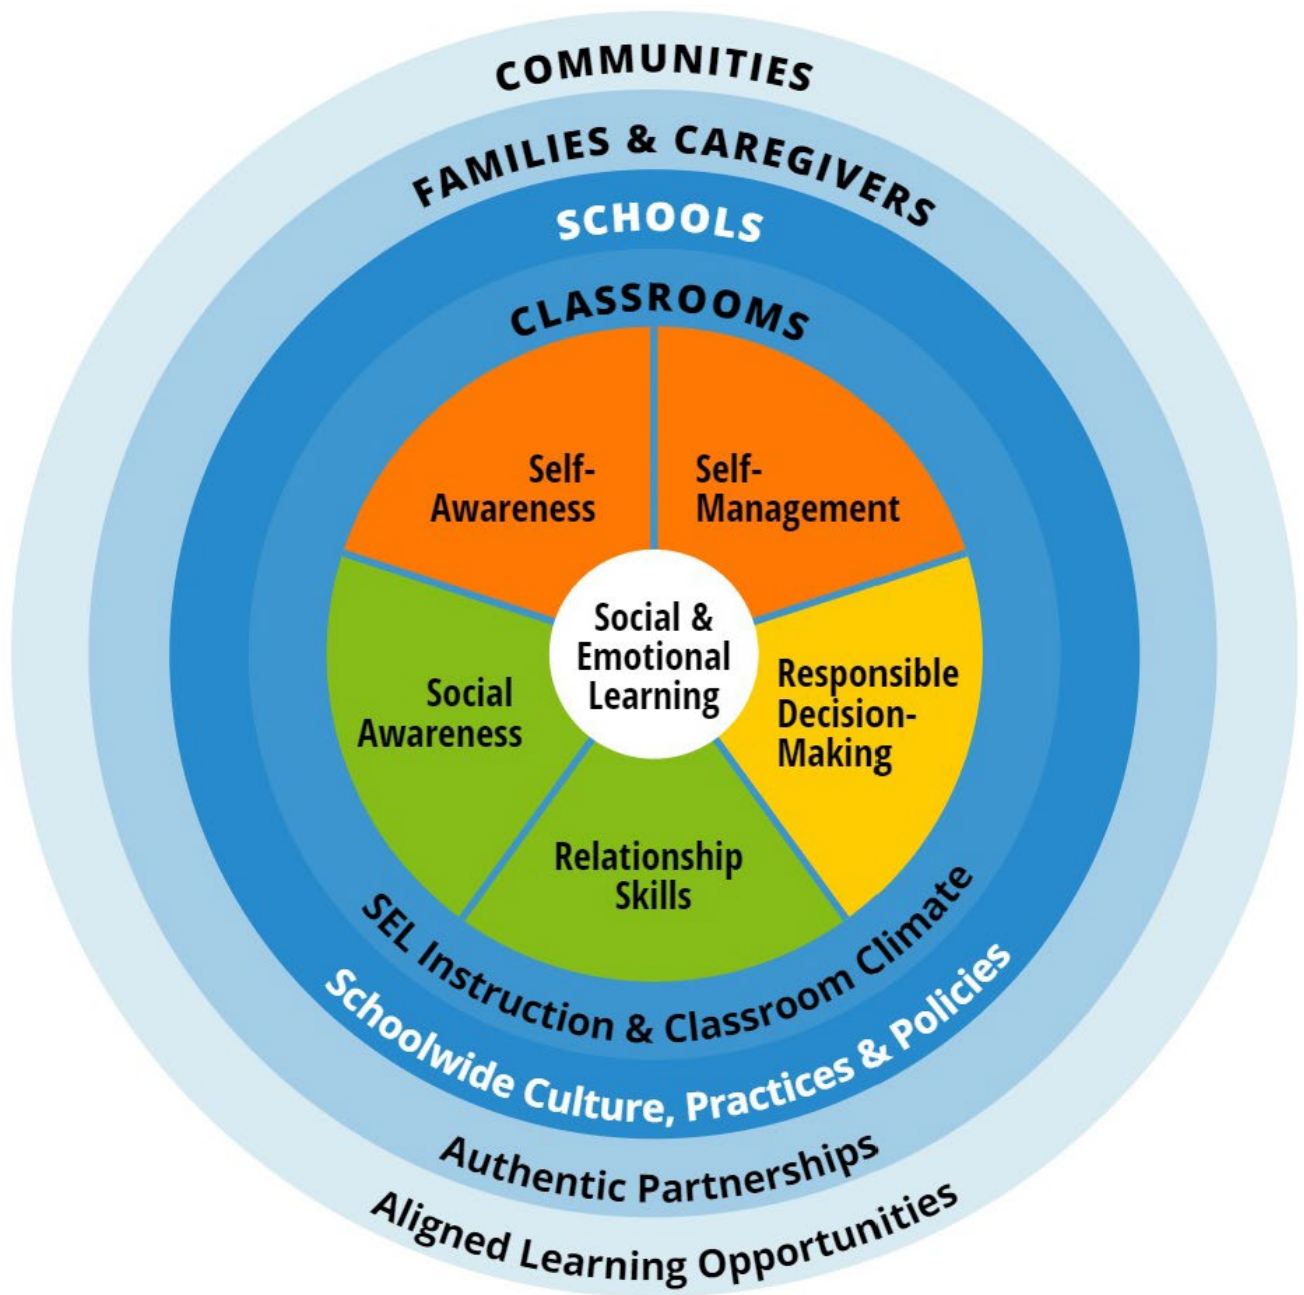 COMMUNITIES
FAMILIES & CAREGIVERS
SCHOOLS
CLASSROOMS
Self-
Awareness
Self-
Management
Social &
Emotional
Learning
Social
Awareness
Responsible
Decision-
Making
Relationship
Skills
SEL Instruction & Classroom Climate
Schoolwide Culture, Practices & Policies
Authentic Partnerships
Aligned Learning Opportunities